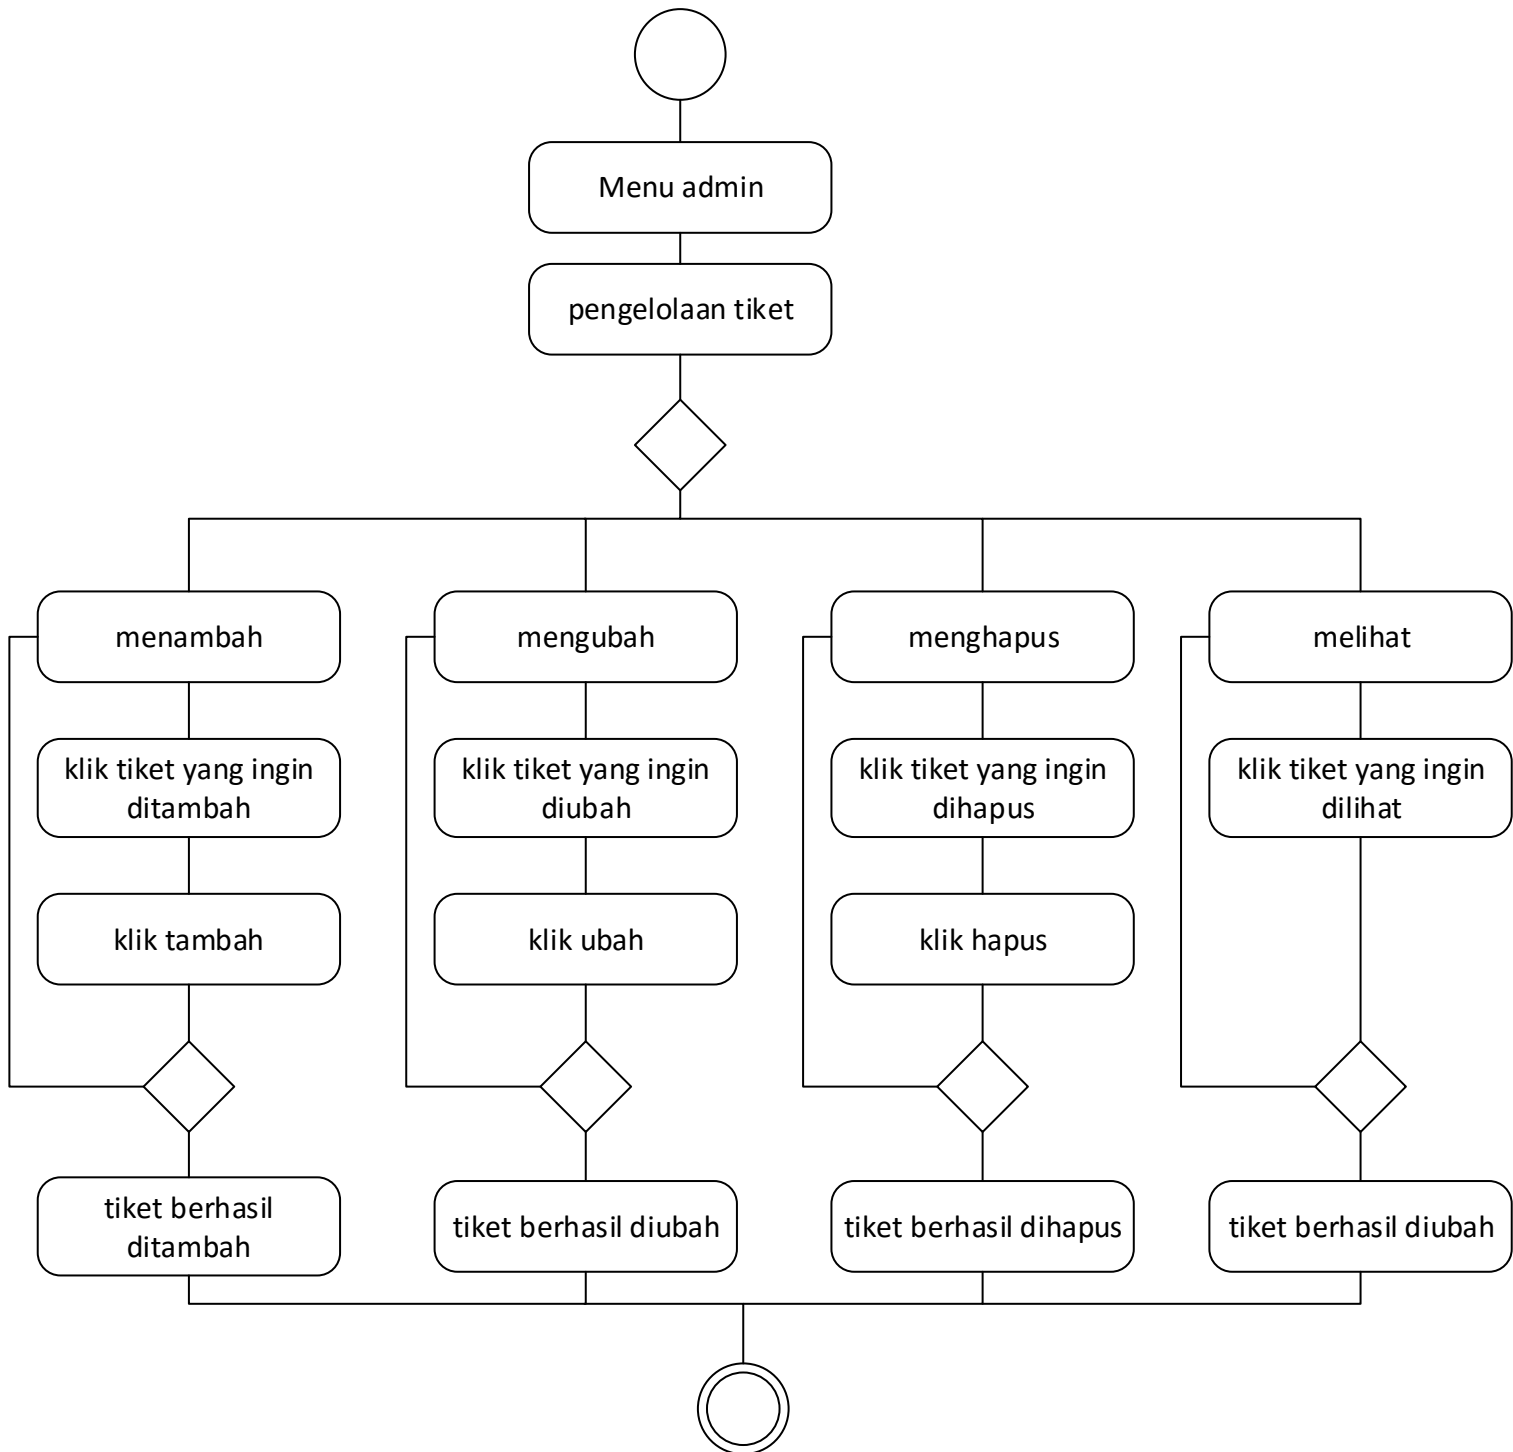 Menu admin
pengelolaan tiket
menambah
mengubah
menghapus
melihat
klik tiket yang ingin
ditambah
klik tiket yang ingin
diubah
klik tiket yang ingin
dihapus
klik tiket yang ingin
dilihat
klik tambah
klik ubah
klik hapus
tiket berhasil
ditambah
tiket berhasil diubah
tiket berhasil dihapus
tiket berhasil diubah